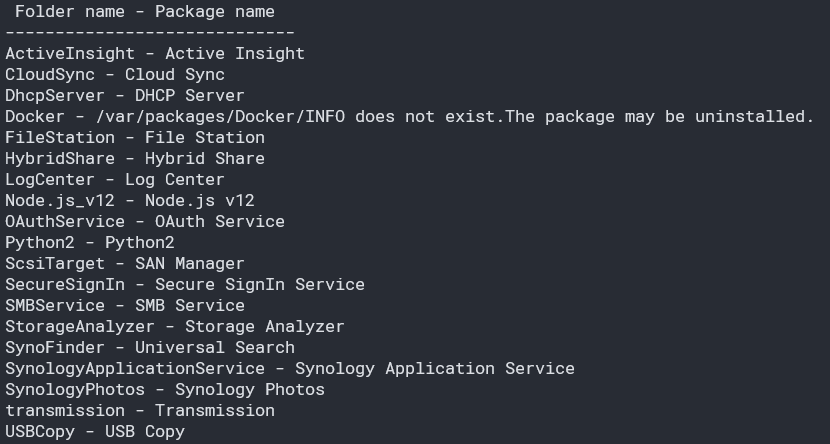 Folder name - Package name
-----------------------------
ActiveInsight - Active Insight
CloudSync - Cloud Sync
DhcpServer - DHCP Server
Docker - /var/packages/Docker/INFO does not exist.The package may be uninstalled.
FileStation - File Station
HybridShare - Hybrid Share
LogCenter - Log Center
Node.js_v12 - Node.js v12
OAuthService - OAuth Service
Python2 - Python2
ScsiTarget - SAN Manager
SecureSignIn - Secure SignIn Service
SMBService - SMB Service
StorageAnalyzer - Storage Analyzer
SynoFinder - Universal Search
SynologyApplicationService - Synology Application Service
SynologyPhotos - Synology Photos
transmission - Transmission
USBCopy - USB Copy